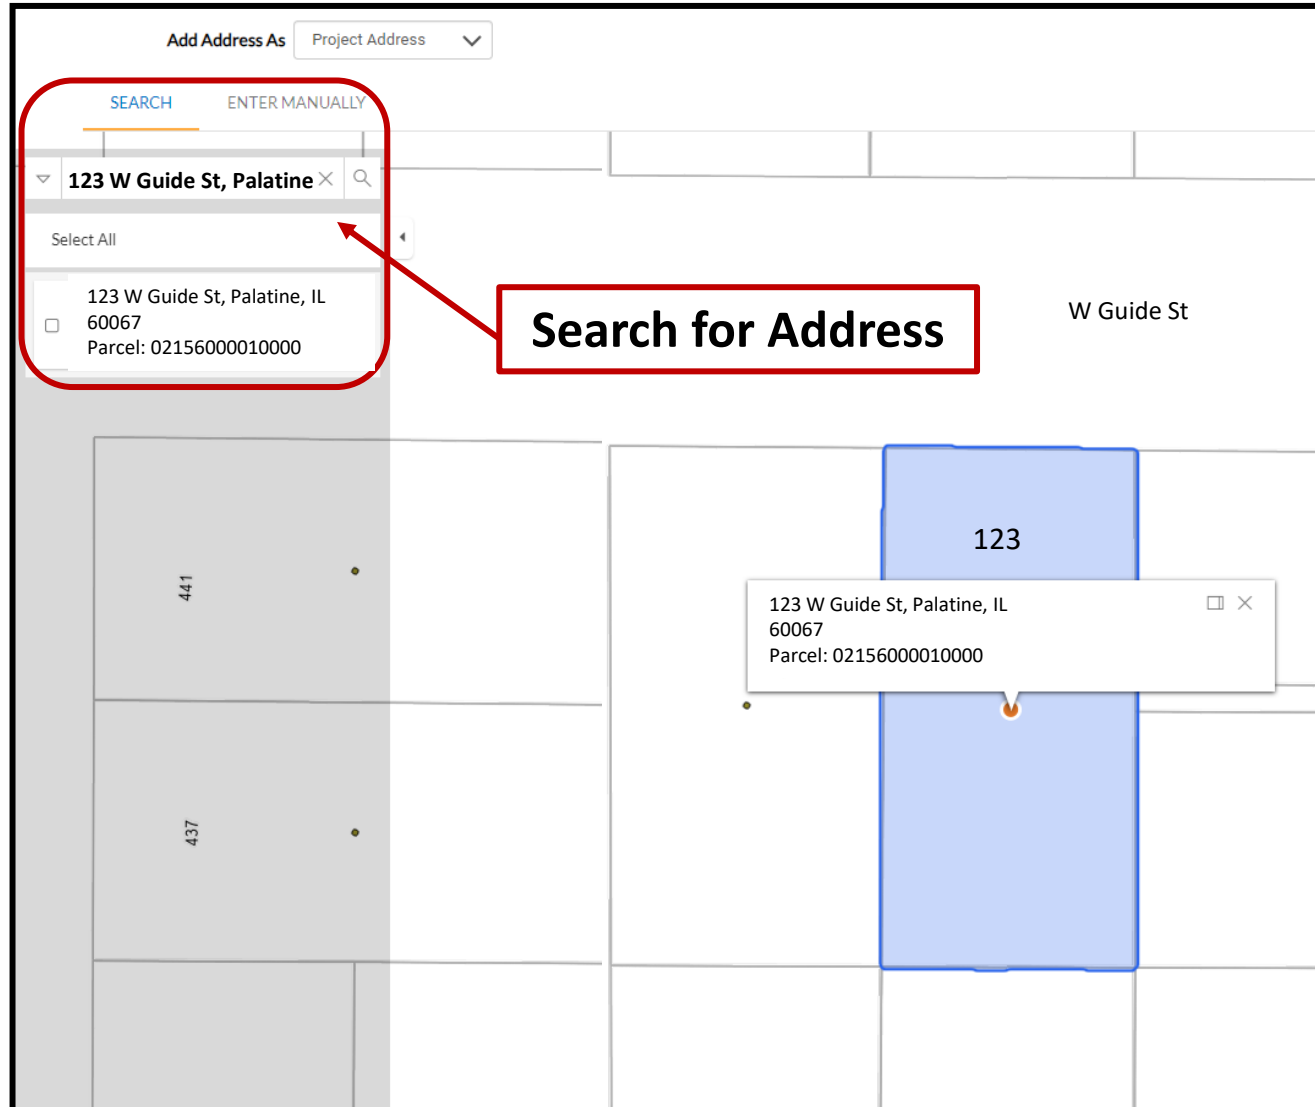 Add Address As Project Address
SEARCH ENTER MANUALLY
123 W Guide St, Palatine
Select All
123 W Guide St, Palatine, IL
60067
Parcel: 02156000010000
Search for Address
W Guide St
123
123 W Guide St, Palatine, IL
60067
Parcel: 02156000010000
441
437